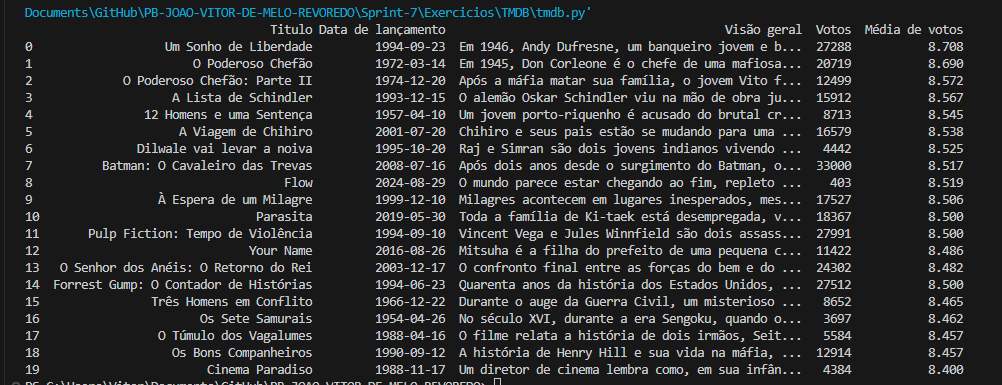 Documents\GitHub\PB-JOAO-VITOR-DE-MELO-REVOREDO\Sprint-7\Exercicios\TMDB\tmdb.py'
Titulo Data de lançamento Visão geral Votos Média de votos
0 Um Sonho de Liberdade 1994-09-23 Em 1946, Andy Dufresne, um banqueiro jovem e b... 27288 8.708
1 O Poderoso Chefão 1972-03-14 Em 1945, Don Corleone é o chefe de uma mafiosa... 20719 8.690
2 O Poderoso Chefão: Parte II 1974-12-20 Após a máfia matar sua família, o jovem Vito f... 12499 8.572
3 A Lista de Schindler 1993-12-15 O alemão Oskar Schindler viu na mão de obra ju... 15912 8.567
4 12 Homens e uma Sentença 1957-04-10 Um jovem porto-riquenho é acusado do brutal cr... 8713 8.545
5 A Viagem de Chihiro 2001-07-20 Chihiro e seus pais estão se mudando para uma ... 16579 8.538
6 Dilwale vai levar a noiva 1995-10-20 Raj e Simran são dois jovens indianos vivendo ... 4442 8.525
7 Batman: O Cavaleiro das Trevas 2008-07-16 Após dois anos desde o surgimento do Batman, o... 33000 8.517
8 Flow 2024-08-29 O mundo parece estar chegando ao fim, repleto ... 403 8.519
9 À Espera de um Milagre 1999-12-10 Milagres acontecem em lugares inesperados, mes... 17527 8.506
10 Parasita 2019-05-30 Toda a família de Ki-taek está desempregada, v... 18367 8.500
11 Pulp Fiction: Tempo de Violência 1994-09-10 Vincent Vega e Jules Winnfield são dois assass... 27991 8.500
12 Your Name 2016-08-26 Mitsuha é a filha do prefeito de uma pequena c... 11422 8.486
13 O Senhor dos Anéis: O Retorno do Rei 2003-12-17 O confronto final entre as forças do bem e do ... 24302 8.482
14 Forrest Gump: O Contador de Histórias 1994-06-23 Quarenta anos da história dos Estados Unidos, ... 27512 8.500
15 Três Homens em Conflito 1966-12-22 Durante o auge da Guerra Civil, um misterioso ... 8652 8.465
16 Os Sete Samurais 1954-04-26 No século XVI, durante a era Sengoku, quando o... 3697 8.462
17 O Túmulo dos Vagalumes 1988-04-16 O filme relata a história de dois irmãos, Seit... 5584 8.457
18 Os Bons Companheiros 1990-09-12 A história de Henry Hill e sua vida na máfia, ... 12914 8.457
19 Cinema Paradiso 1988-11-17 Um diretor de cinema lembra como, em sua infân... 4384 8.400
PS C:\Users\Vitor\Documents\GitHub\PB-JOAO-VITOR-DE-MELO-REVOREDO>